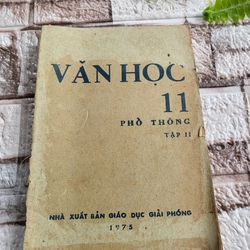 VĂN HỌC
11
PHỔ THÔNG
TẬP II
NHÀ XUẤT BẢN GIÁO DỤC GIẢI PHÓNG
1975